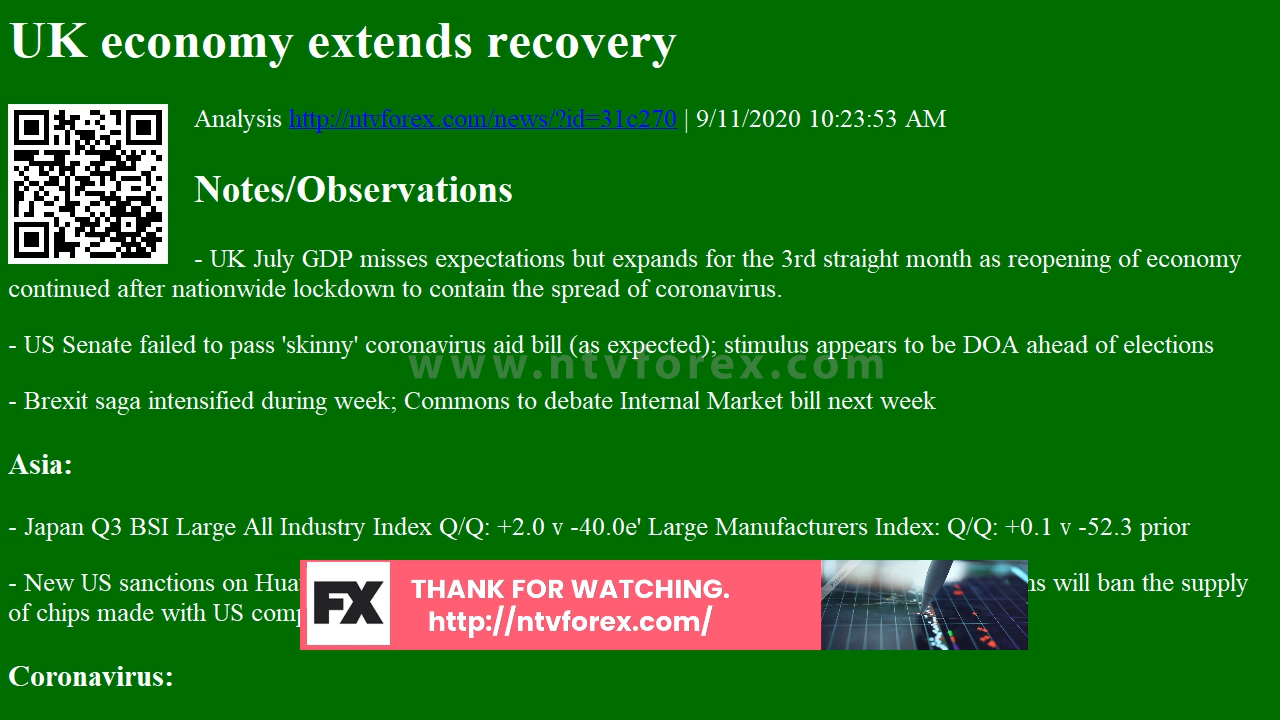 UK economy extends recovery
Analysis http://ntvforex.com/news/?id=31c270 | 9/11/2020 10:23:53 AM
Notes/Observations
- UK July GDP misses expectations but expands for the 3rd straight month as reopening of economy
continued after nationwide lockdown to contain the spread of coronavirus.
- US Senate failed to pass 'skinny' coronavirus aid bill (as expected); stimulus appears to be DOA ahead of elections
www.ntvforex.com
- Brexit saga intensified during week; Commons to debate Internal Market bill next week
Asia:
- Japan Q3 BSI Large All Industry Index Q/Q: +2.0 v -40.0e' Large Manufacturers Index: Q/Q: +0.1 v -52.3 prior
- New US sanctions on will ban the supply
of chips made with US
FX
THANK FOR WATCHING.
http://ntvforex.com/
Coronavirus: